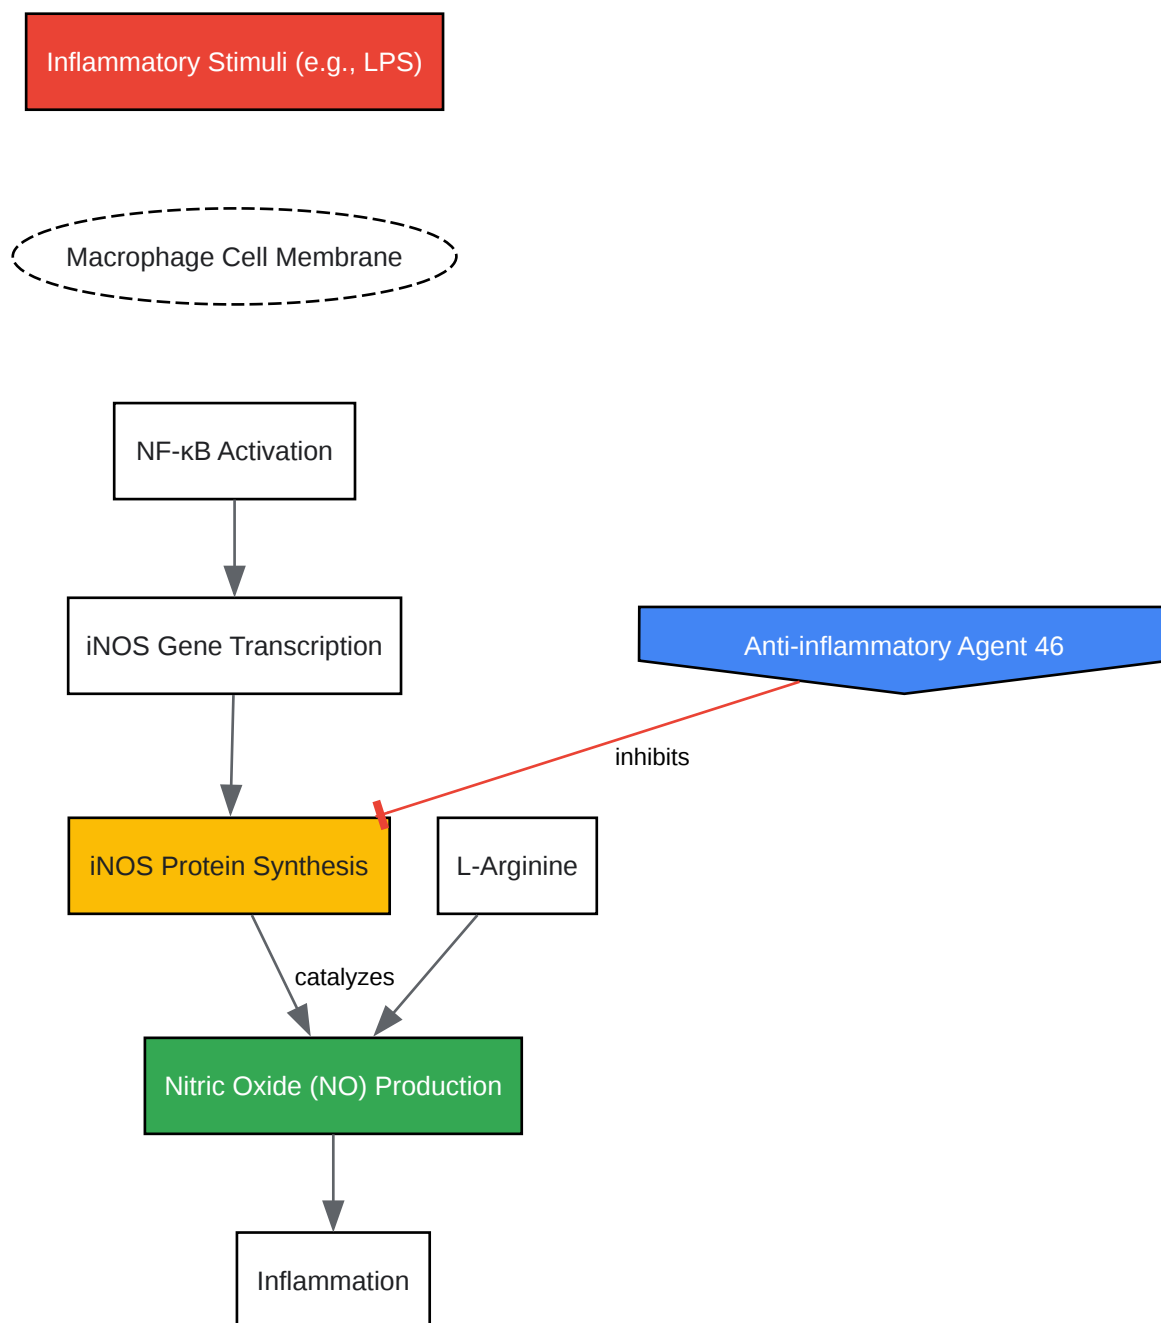 Inflammatory Stimuli (e.g., LPS)
Macrophage Cell Membrane
NF-κB Activation
iNOS Gene Transcription
Anti-inflammatory Agent 46
inhibits
iNOS Protein Synthesis
L-Arginine
catalyzes
Nitric Oxide (NO) Production
Inflammation